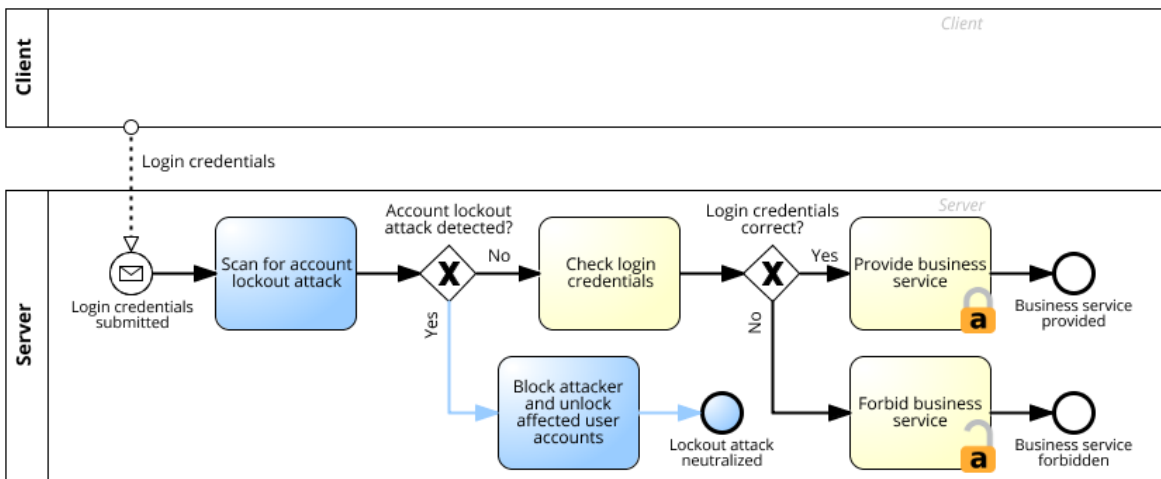 Client
Client
Login credentials
Server
Server
Login credentials
submitted
Scan for account
lockout attack
Account lockout
attack detected?
No
Yes
Check login
credentials
Login credentials
correct?
Yes
No
Provide business
service
a
Business service
provided
Block attacker
and unlock
affected user
accounts
Lockout attack
neutralized
Forbid business
service
a
Business service
forbidden